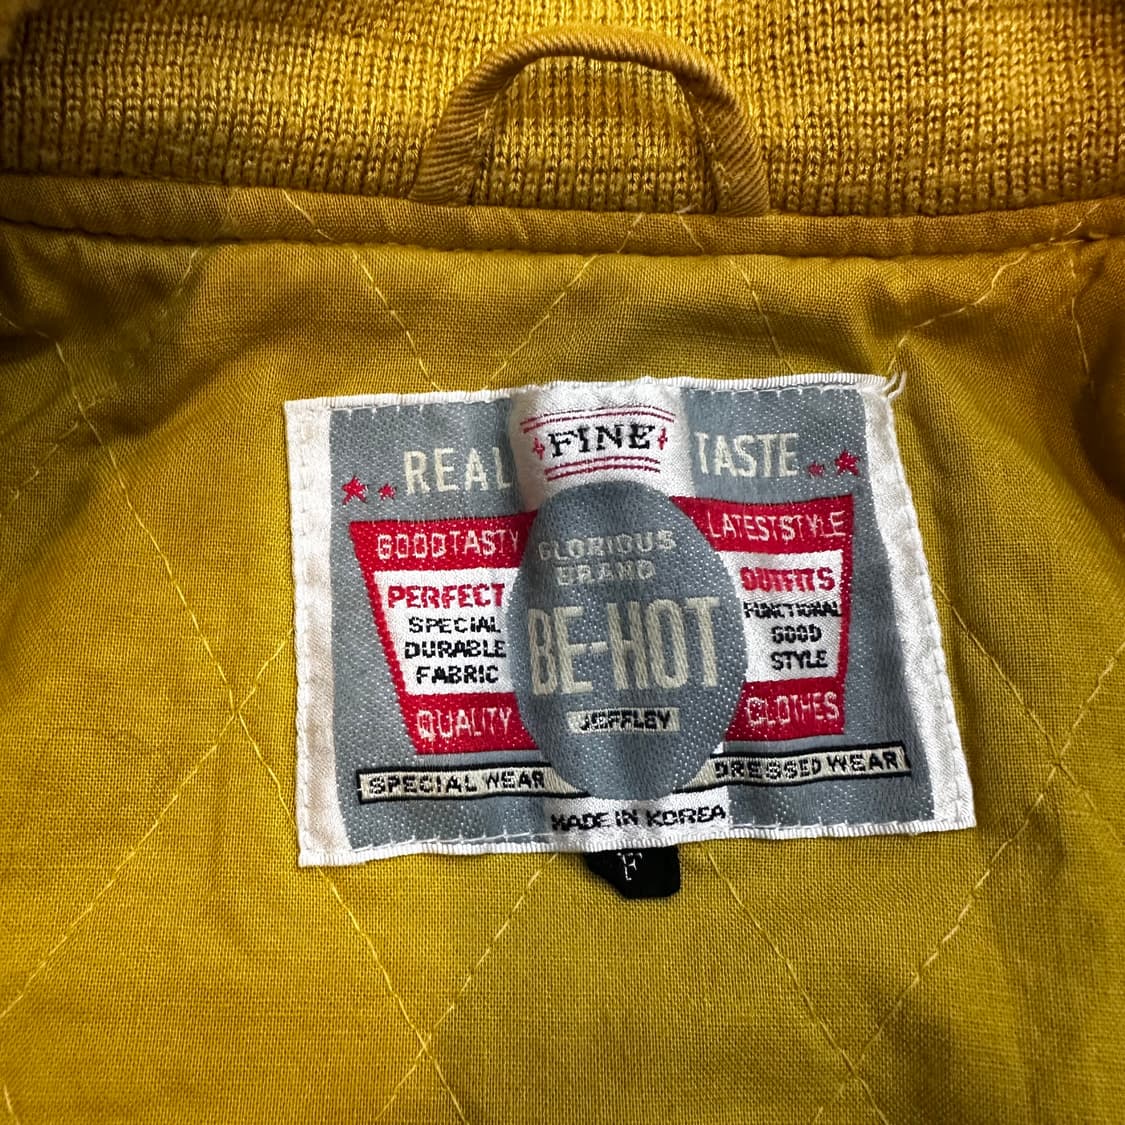 FINE
REAL TASTE
GOODTASTY
LATESTSTYLE
PERFECT
SPECIAL
DURABLE
FABRIC
QUALITY
GLORIOUS
BRAND
BE-HOT
JEFFLEY
OUTFITS
FUNCTIONAL
GOOD
STYLE
CLOTHES
SPECIAL WEAR
DRESSED WEAR
MADE IN KOREA
F